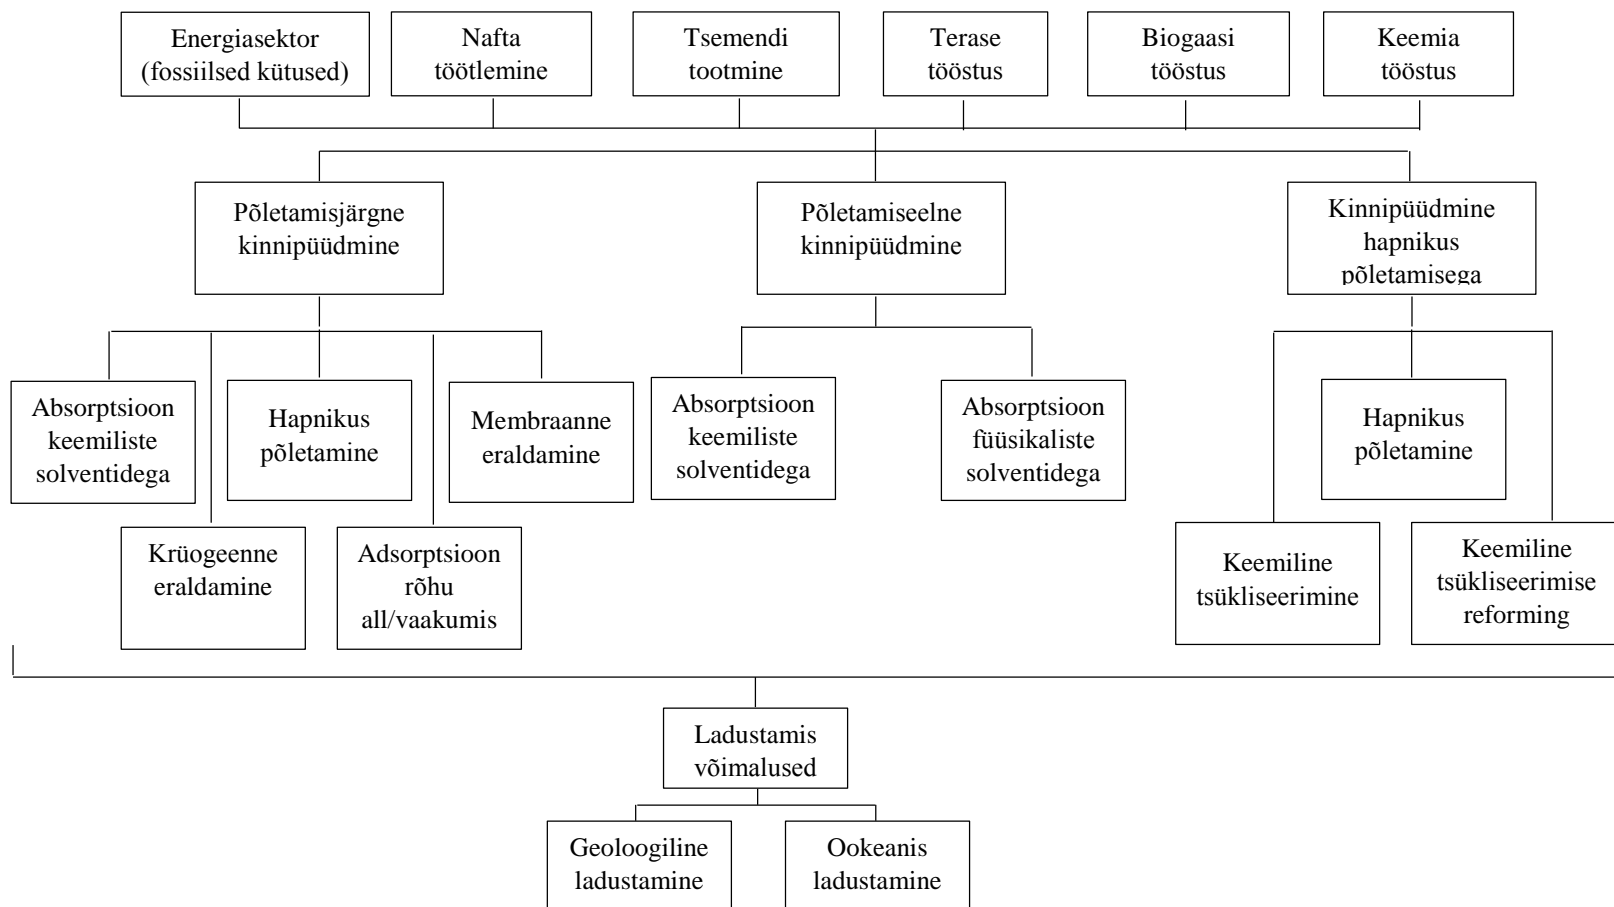 Energiasektor
(fossiilsed kütused)
Nafta
töötlemine
Tsemendi
tootmine
Terase
tööstus
Biogaasi
tööstus
Keemia
tööstus
Põletamisjärgne
kinnipüüdmine
Põletamiseelne
kinnipüüdmine
Kinnipüüdmine
hapnikus
põletamisega
Absorptsioon
keemiliste
solventidega
Hapnikus
põletamine
Membraanne
eraldamine
Absorptsioon
keemiliste
solventidega
Absorptsioon
füüsikaliste
solventidega
Hapnikus
põletamine
Krüogeenne
eraldamine
Adsorptsioon
rõhu
all/vaakumis
Keemiline
tsükliseerimine
Keemiline
tsükliseerimise
reforming
Ladustamis
võimalused
Geoloogiline
ladustamine
Ookeanis
ladustamine